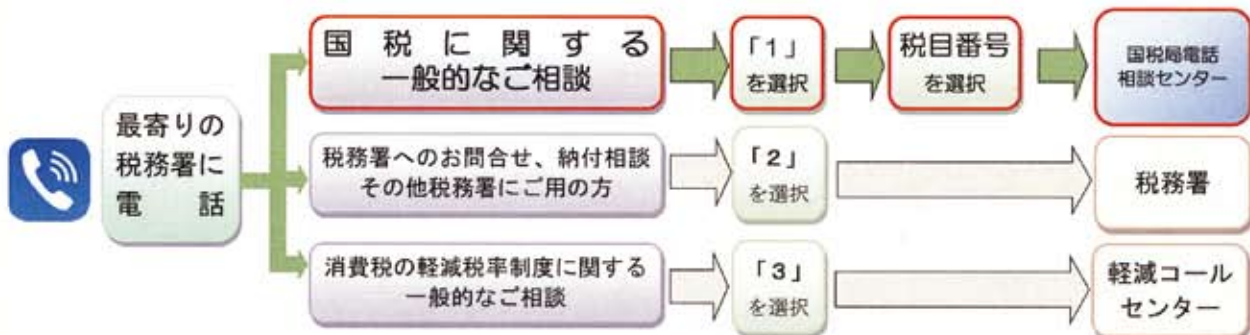 最寄りの
税務署に
電話
国税に関する
一般的なご相談
「1」
を選択
税目番号
を選択
国税局電話
相談センター
税務署へのお問合せ、納付相談
その他税務署にご用の方
「2」
を選択
税務署
消費税の軽減税率制度に関する
一般的なご相談
「3」
を選択
軽減コール
センター